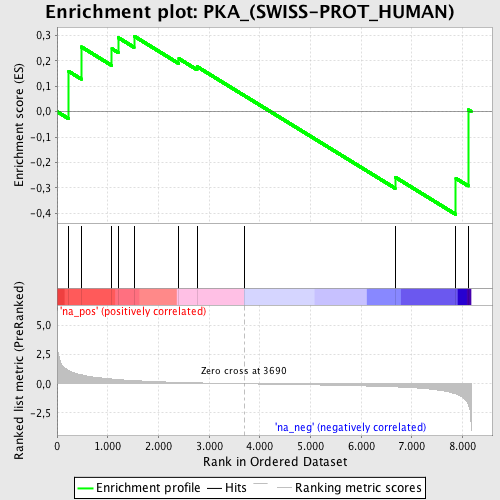 Enrichment plot: PKA_(SWISS-PROT_HUMAN)
Enrichment score (ES)
0,3
0,2
0,1
0,0
-0,1
-0,2
-0,3
-0,4
'na_pos' (positively correlated)
Ranked list metric (PreRanked)
5,0
2,5
0,0
-2,5
Zero cross at 3690
'na_neg' (negatively correlated)
0 1.000 2.000 3.000 4.000 5.000 6.000 7.000 8.000
Rank in Ordered Dataset
Enrichment profile Hits Ranking metric scores